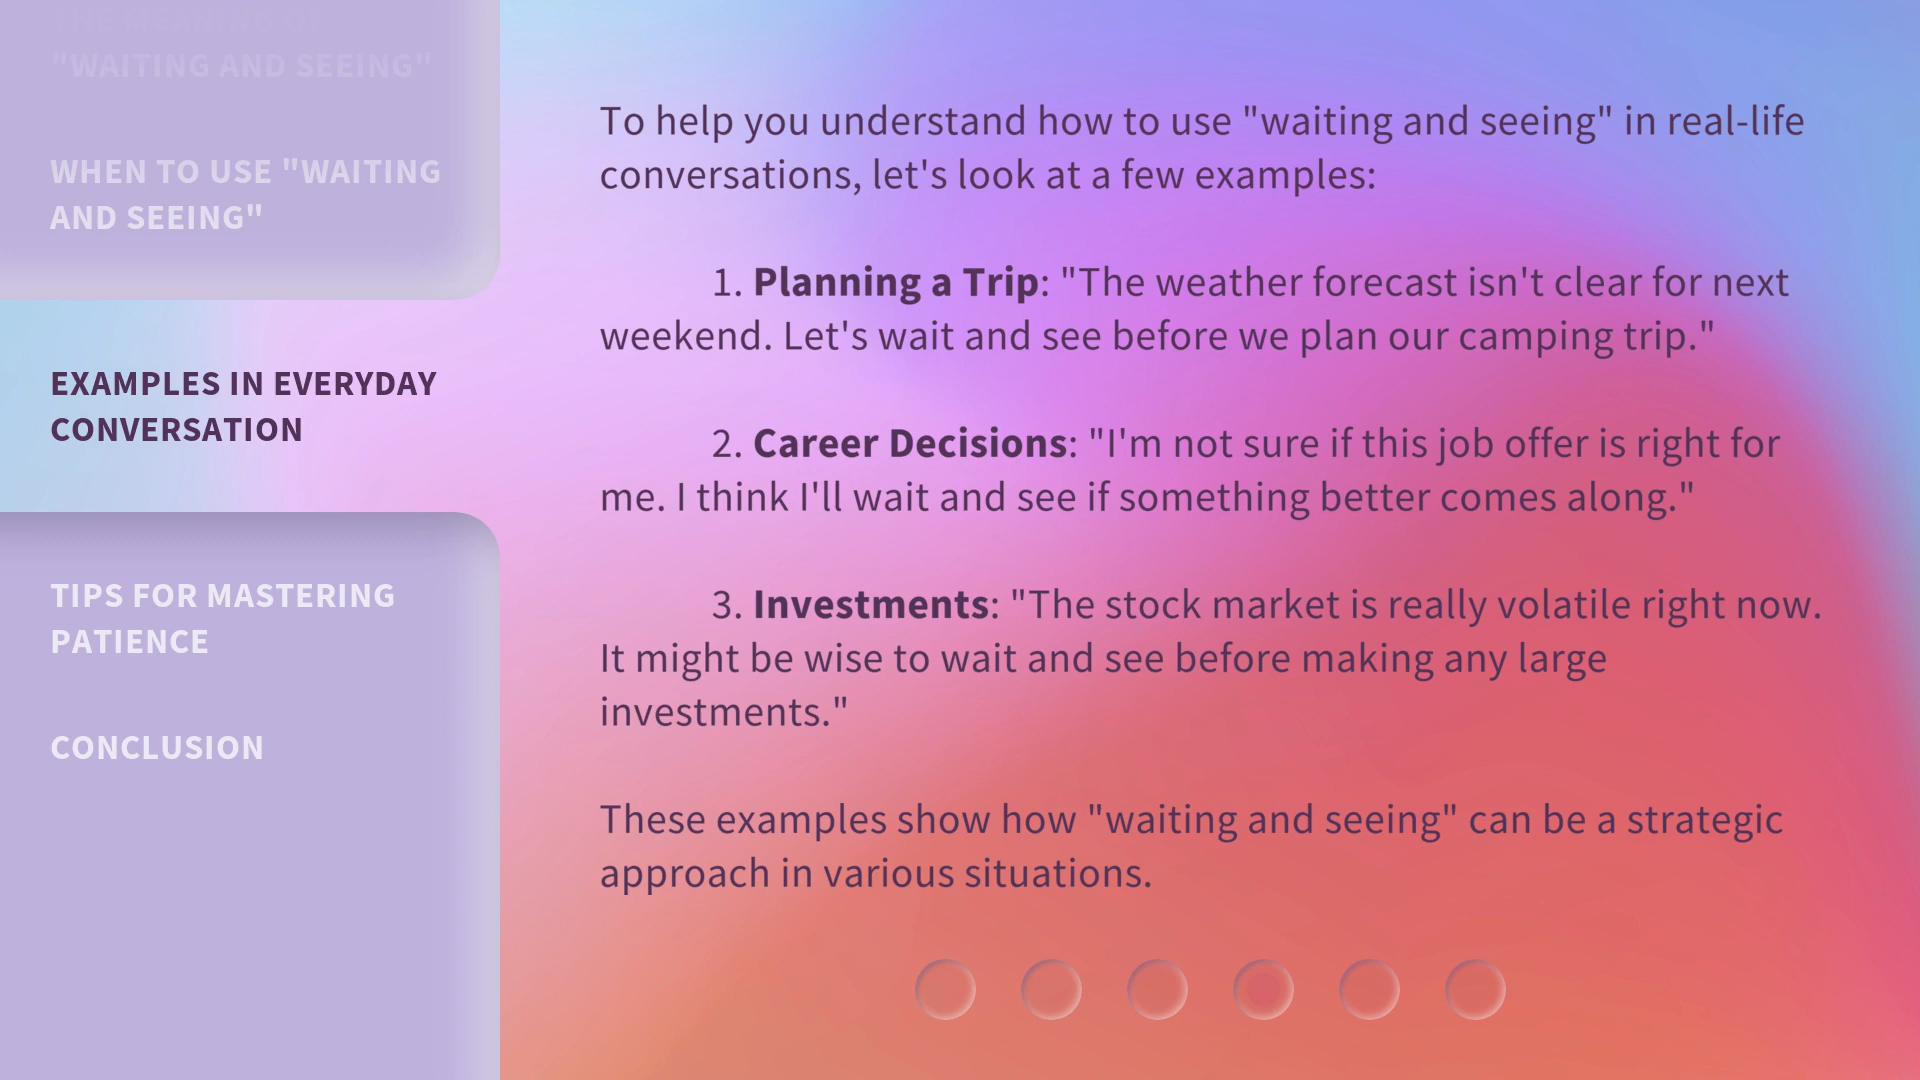 THE MEANING OF
"WAITING AND SEEING"
WHEN TO USE "WAITING
AND SEEING"
EXAMPLES IN EVERYDAY
CONVERSATION
TIPS FOR MASTERING
PATIENCE
CONCLUSION
To help you understand how to use "waiting and seeing" in real-life
conversations, let's look at a few examples:
1. Planning a Trip: "The weather forecast isn't clear for next
weekend. Let's wait and see before we plan our camping trip."
2. Career Decisions: "I'm not sure if this job offer is right for
me. I think I'll wait and see if something better comes along."
3. Investments: "The stock market is really volatile right now.
It might be wise to wait and see before making any large
investments."
These examples show how "waiting and seeing" can be a strategic
approach in various situations.